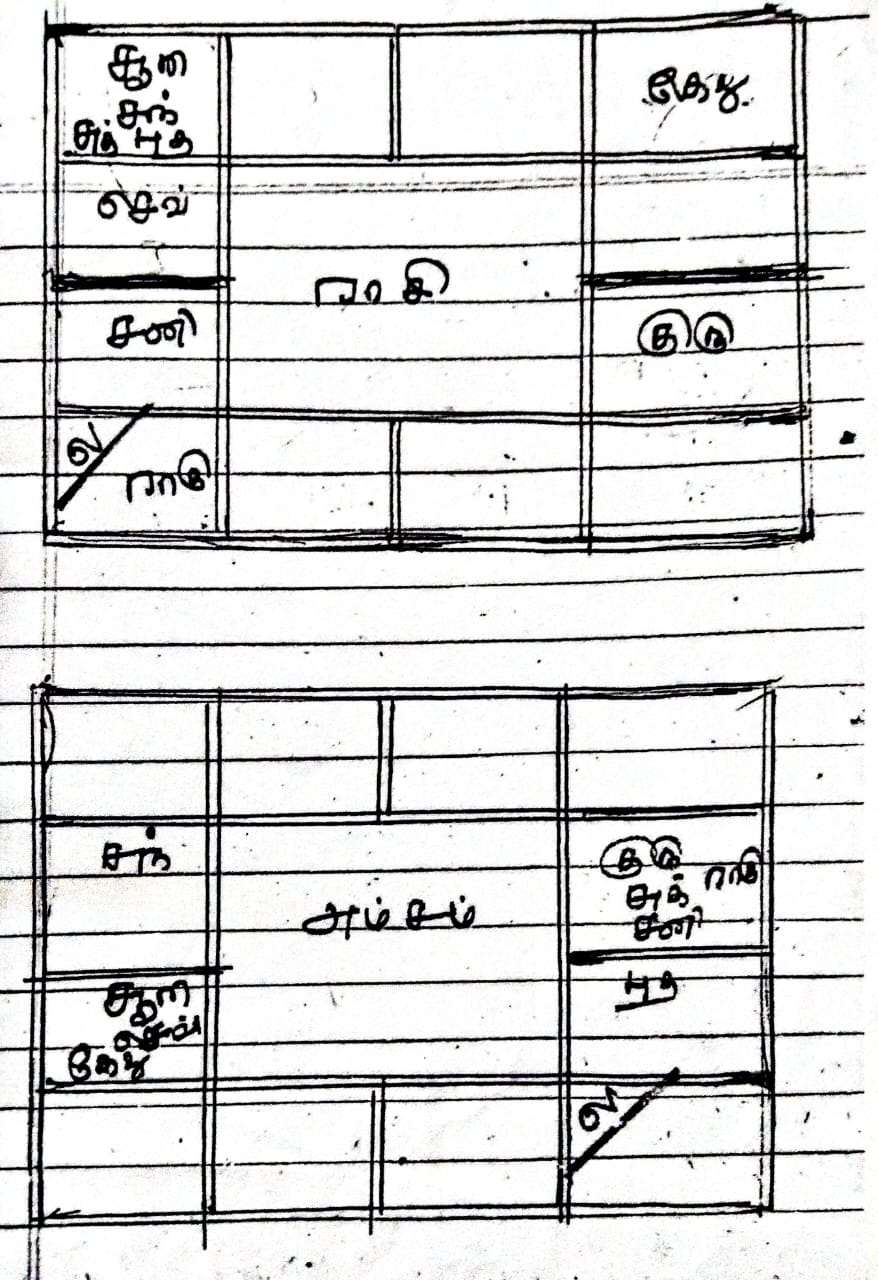 சூரி
கேது
சந்
சுக் புத
செவ்
ராசி
சனி
குரு
ல
ராகு
சந்
குரு ராகு
சுக்
சனி
அம்சம்
சூரி
செவ்
கேது
புத
ல